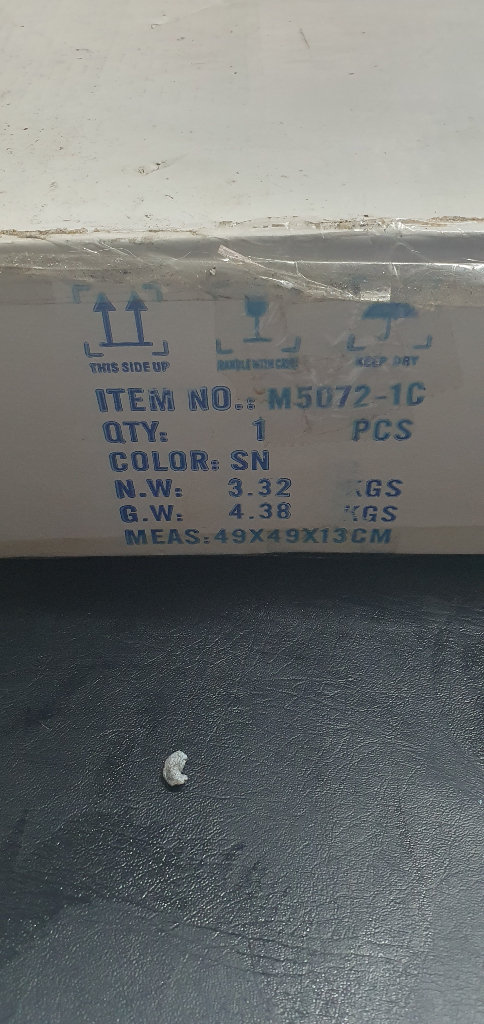 THIS SIDE UP HANDLE WITH CARE KEEP DRY
ITEM NO.: M5072-1C
QTY: 1 PCS
COLOR: SN
N.W: 3.32 KGS
G.W: 4.38 KGS
MEAS:49X49X13CM